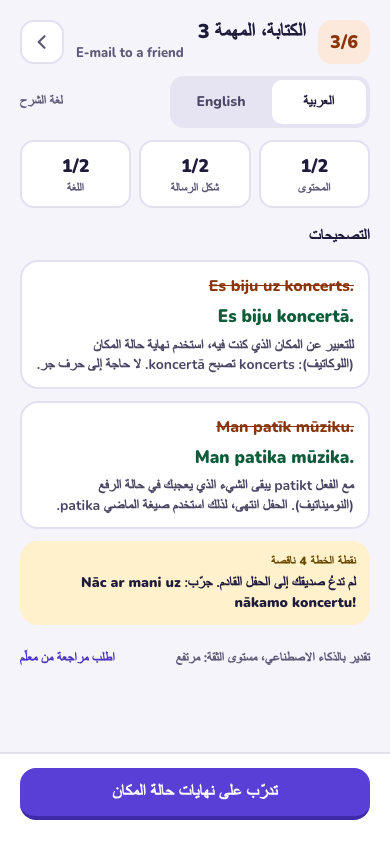 3/6
الكتابة، المهمة 3
E-mail to a friend
العربية
English
لغة الشرح
1/2
المحتوى
1/2
شكل الرسالة
1/2
اللغة
التصحيحات
Es biju uz koncerts.
Es biju koncertā.
للتعبير عن المكان الذي كنت فيه، استخدم نهاية حالة المكان
(اللوكاتيف): koncerts تصبح koncertā. لا حاجة إلى حرف جر.
Man patīk mūziku.
Man patika mūzika.
مع الفعل patikt يبقى الشيء الذي يعجبك في حالة الرفع
(النوميناتيف). الحفل انتهى، لذلك استخدم صيغة الماضي patika.
نقطة الخطة 4 ناقصة
لم تدعُ صديقك إلى الحفل القادم. جرّب: Nāc ar mani uz
nākamo koncertu!
تقدير بالذكاء الاصطناعي، مستوى الثقة: مرتفع
اطلب مراجعة من معلّم
تدرّب على نهايات حالة المكان